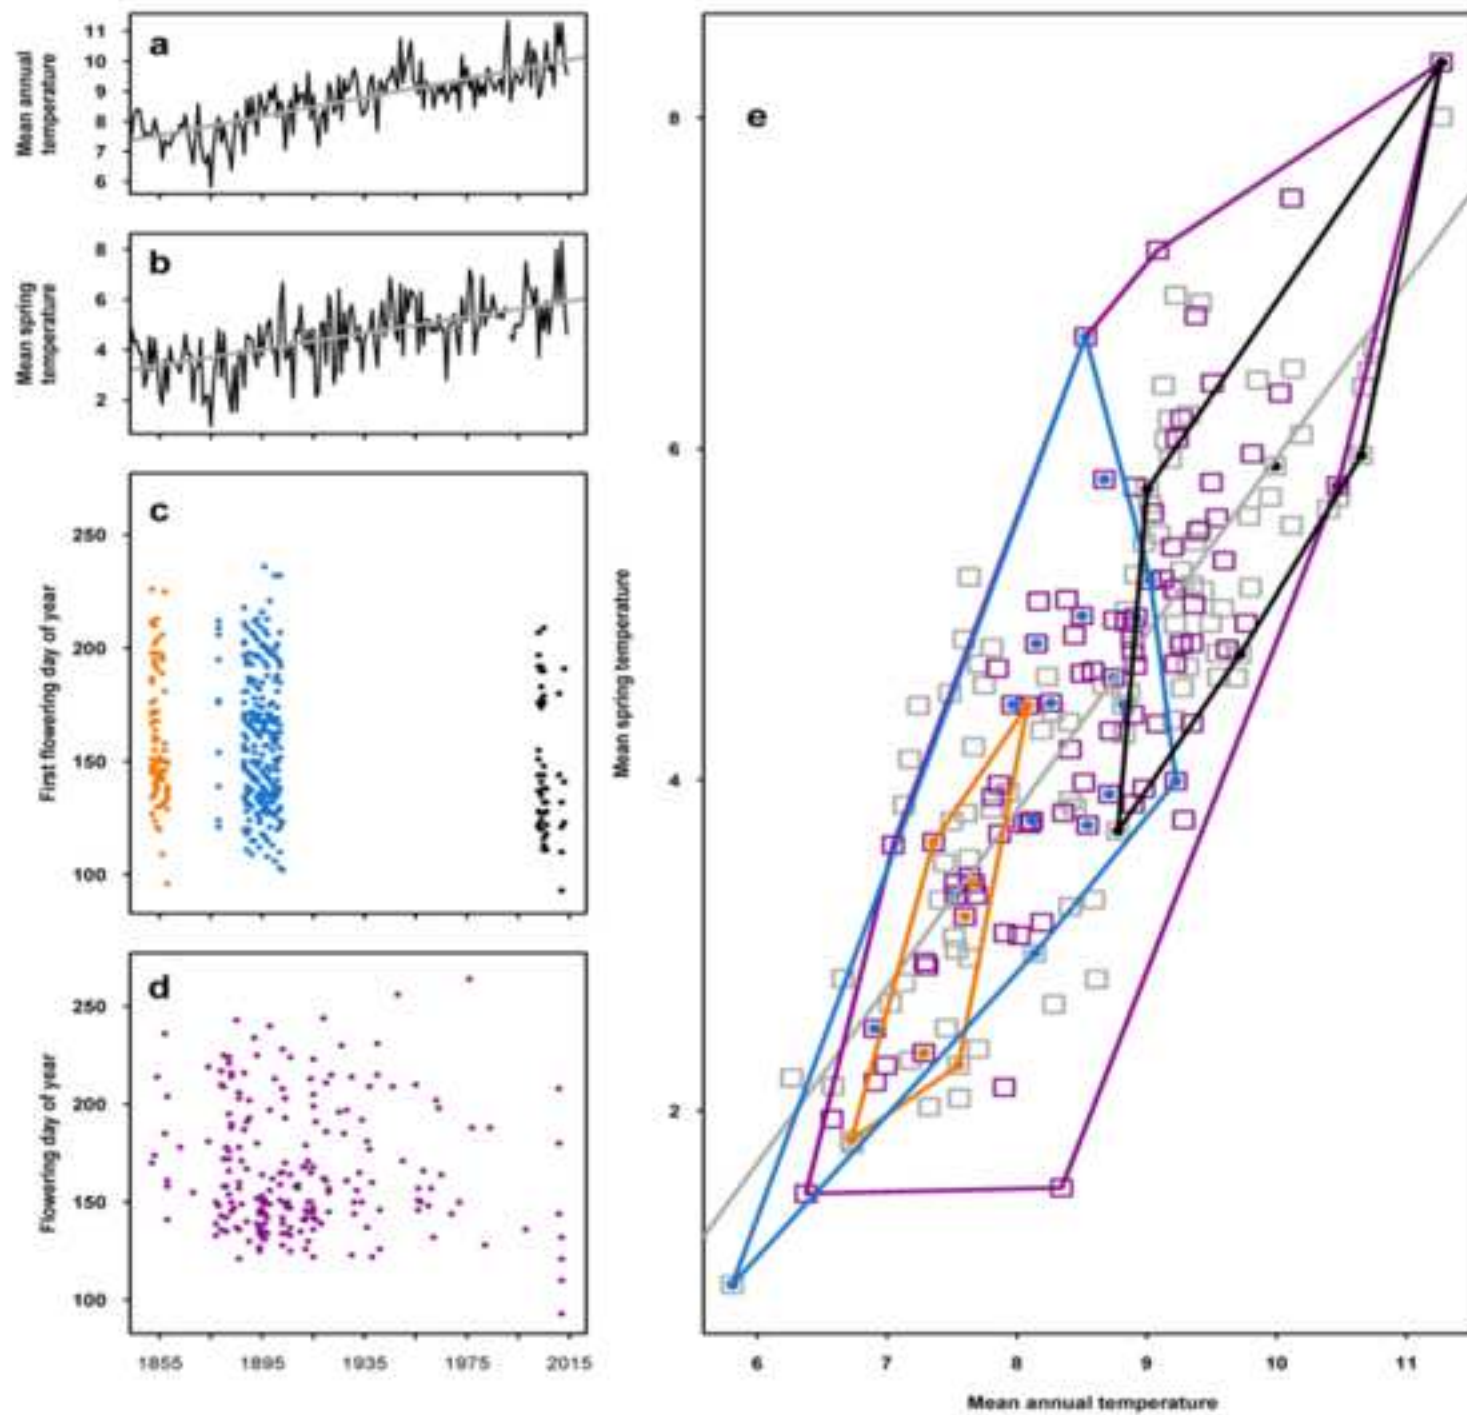 a
Mean annual
temperature
11
10
9
8
7
6
b
Mean spring
temperature
8
6
4
2
c
First flowering day of year
250
200
150
100
d
Flowering day of year
250
200
150
100
1855 1895 1935 1975 2015
e
Mean spring temperature
8
6
4
2
6 7 8 9 10 11
Mean annual temperature